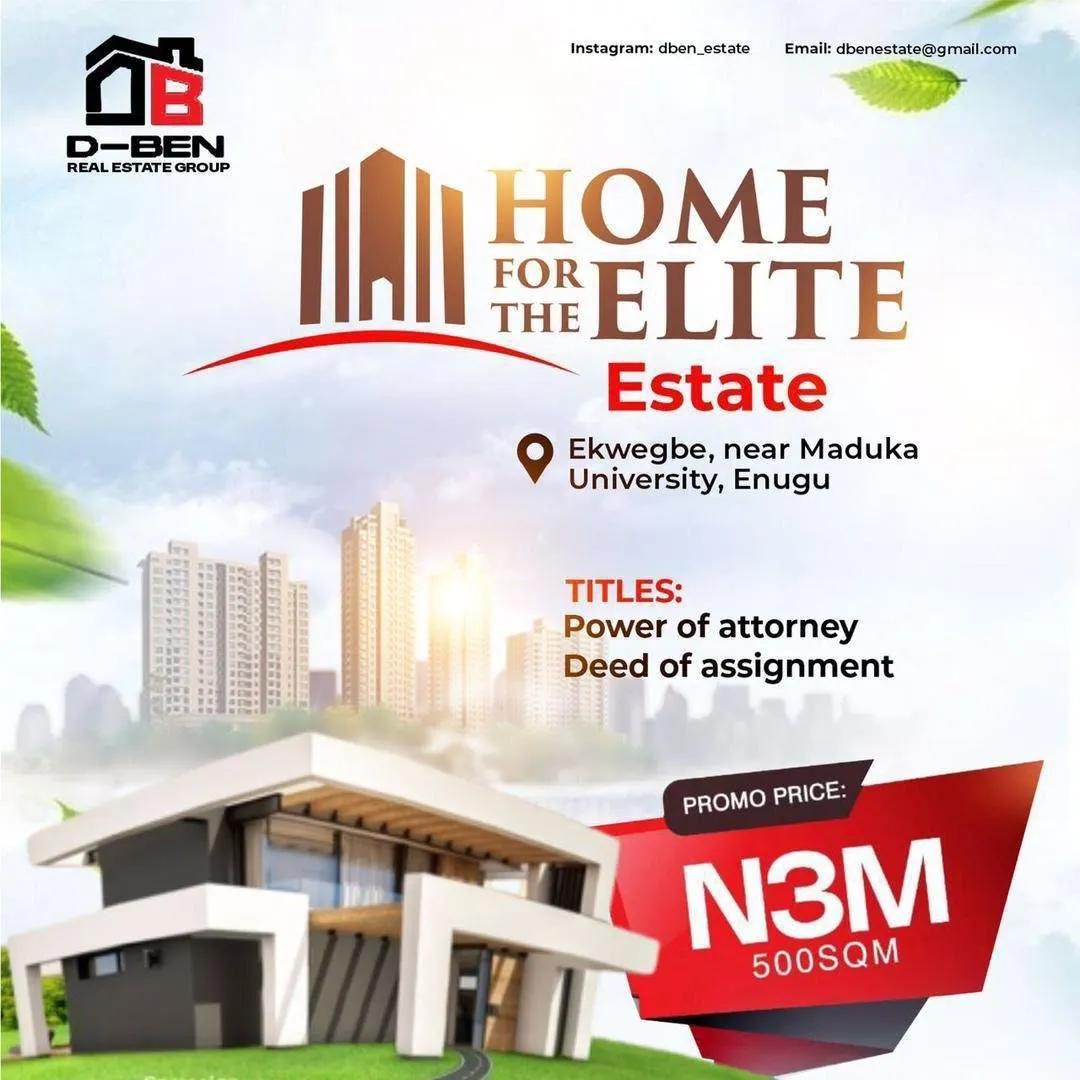 Instagram: dben_estate Email: dbenestate@gmail.com
DB
D-BEN
REAL ESTATE GROUP
HOME
FOR THE ELITE
Estate
Ekwegbe, near Maduka
University, Enugu
TITLES:
Power of attorney
Deed of assignment
PROMO PRICE:
N3M
500SQM